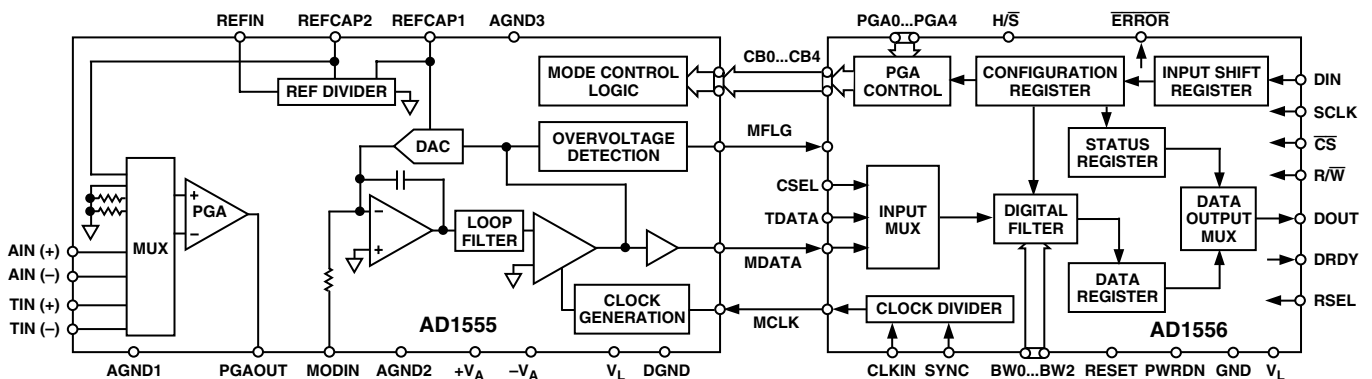 REFIN
REFCAP2
REFCAP1
AGND3
PGA0...PGA4
H/S̅
E̅R̅R̅O̅R̅
REF DIVIDER
MODE CONTROL
LOGIC
CB0...CB4
PGA
CONTROL
CONFIGURATION
REGISTER
INPUT SHIFT
REGISTER
DIN
SCLK
DAC
OVERVOLTAGE
DETECTION
MFLG
STATUS
REGISTER
C̅S̅
R/W̅
MUX
+
PGA
–
–
+
LOOP
FILTER
CSEL
TDATA
MDATA
INPUT
MUX
DIGITAL
FILTER
DATA
OUTPUT
MUX
DOUT
DRDY
AIN (+)
AIN (–)
TIN (+)
TIN (–)
CLOCK
GENERATION
MCLK
CLOCK DIVIDER
DATA
REGISTER
RSEL
AD1555
AD1556
AGND1
PGAOUT
MODIN
AGND2
+VA
–VA
VL
DGND
CLKIN
SYNC
BW0...BW2
RESET
PWRDN
GND
VL